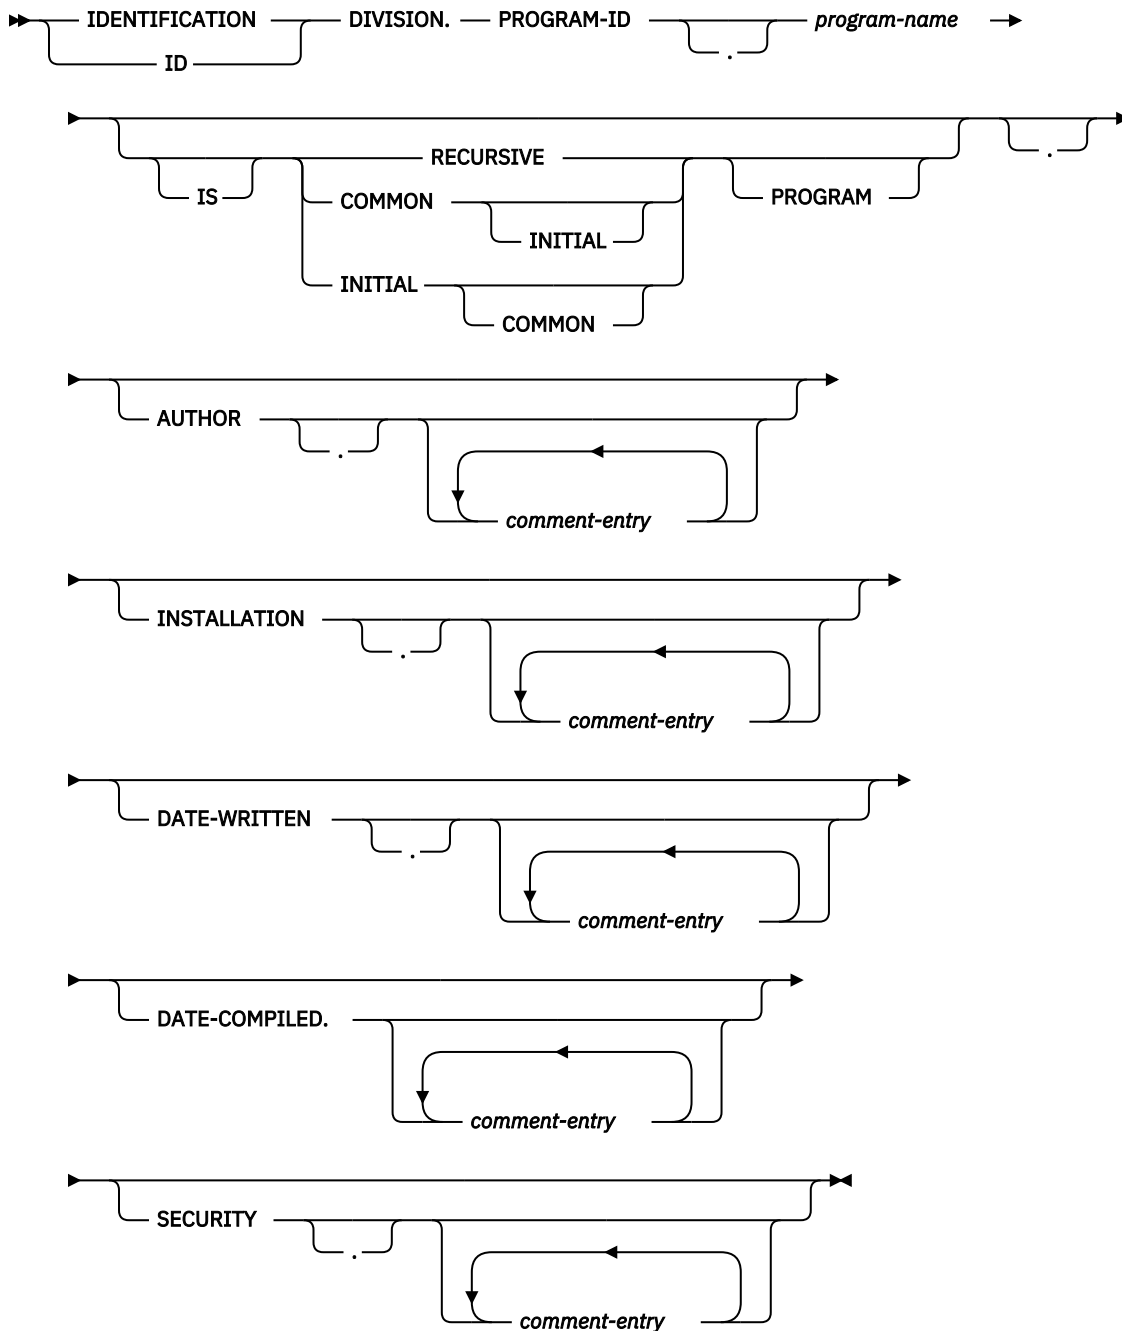 IDENTIFICATION DIVISION. PROGRAM-ID program-name
ID .
RECURSIVE .
IS COMMON PROGRAM
INITIAL
INITIAL
COMMON
AUTHOR
.
comment-entry
INSTALLATION
.
comment-entry
DATE-WRITTEN
.
comment-entry
DATE-COMPILED.
comment-entry
SECURITY
.
comment-entry